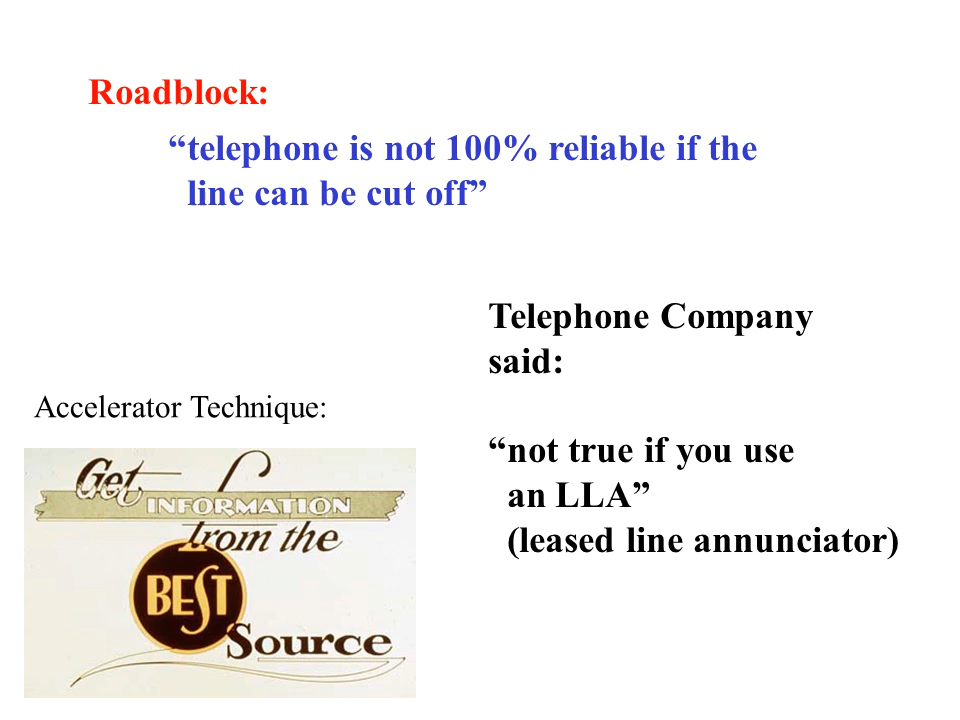 Roadblock:
“telephone is not 100% reliable if the
line can be cut off”
Telephone Company
said:
Accelerator Technique:
“not true if you use
an LLA”
(leased line annunciator)
Get
INFORMATION
from the
BEST
Source